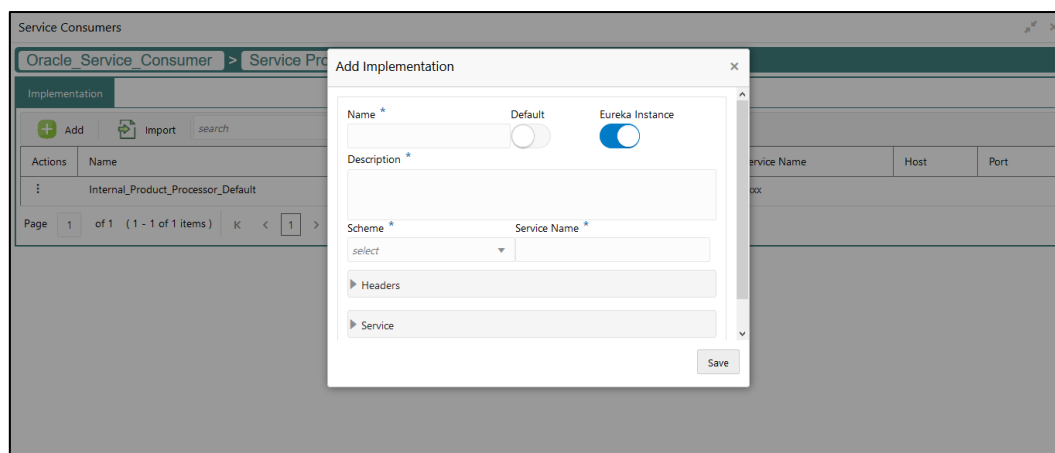 Service Consumers
Oracle_Service_Consumer > Service Pro
Add Implementation
Implementation
Name * Default Eureka Instance
Add Import search
Description *
Actions Name Service Name Host Port
Internal_Product_Processor_Default xxx
Page 1 of 1 (1 - 1 of 1 items) 1
Scheme * Service Name *
select
Headers
Service
Save